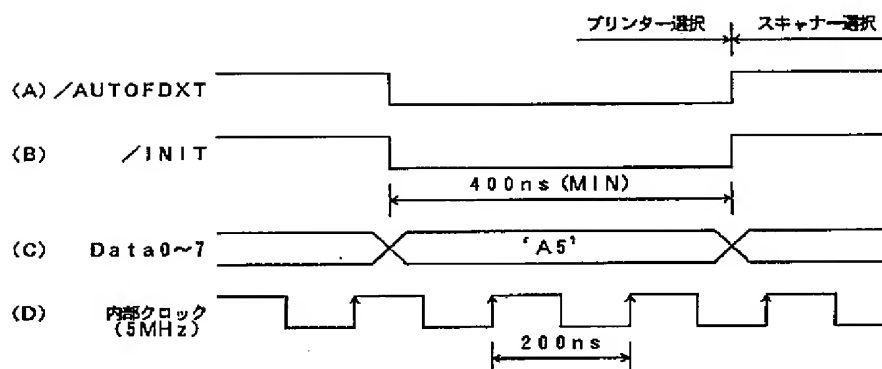 プリンター選択 スキャナー選択
(A) /AUTOFDXT
(B) /INIT
400ns (MIN)
(C) Data0~7 'A5'
(D) 内部クロック
(5MHz)
200ns